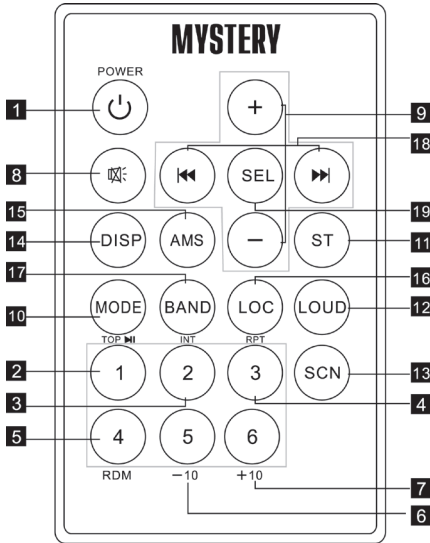 MYSTERY
POWER
1 + 9
18
8 SEL
15 19
14 DISP AMS − ST 11
17 16
10 MODE BAND LOC LOUD 12
TOP ▶II INT RPT
2 1 2 3 SCN 13
3 4
5 4 5 6
RDM −10 +10 7
6